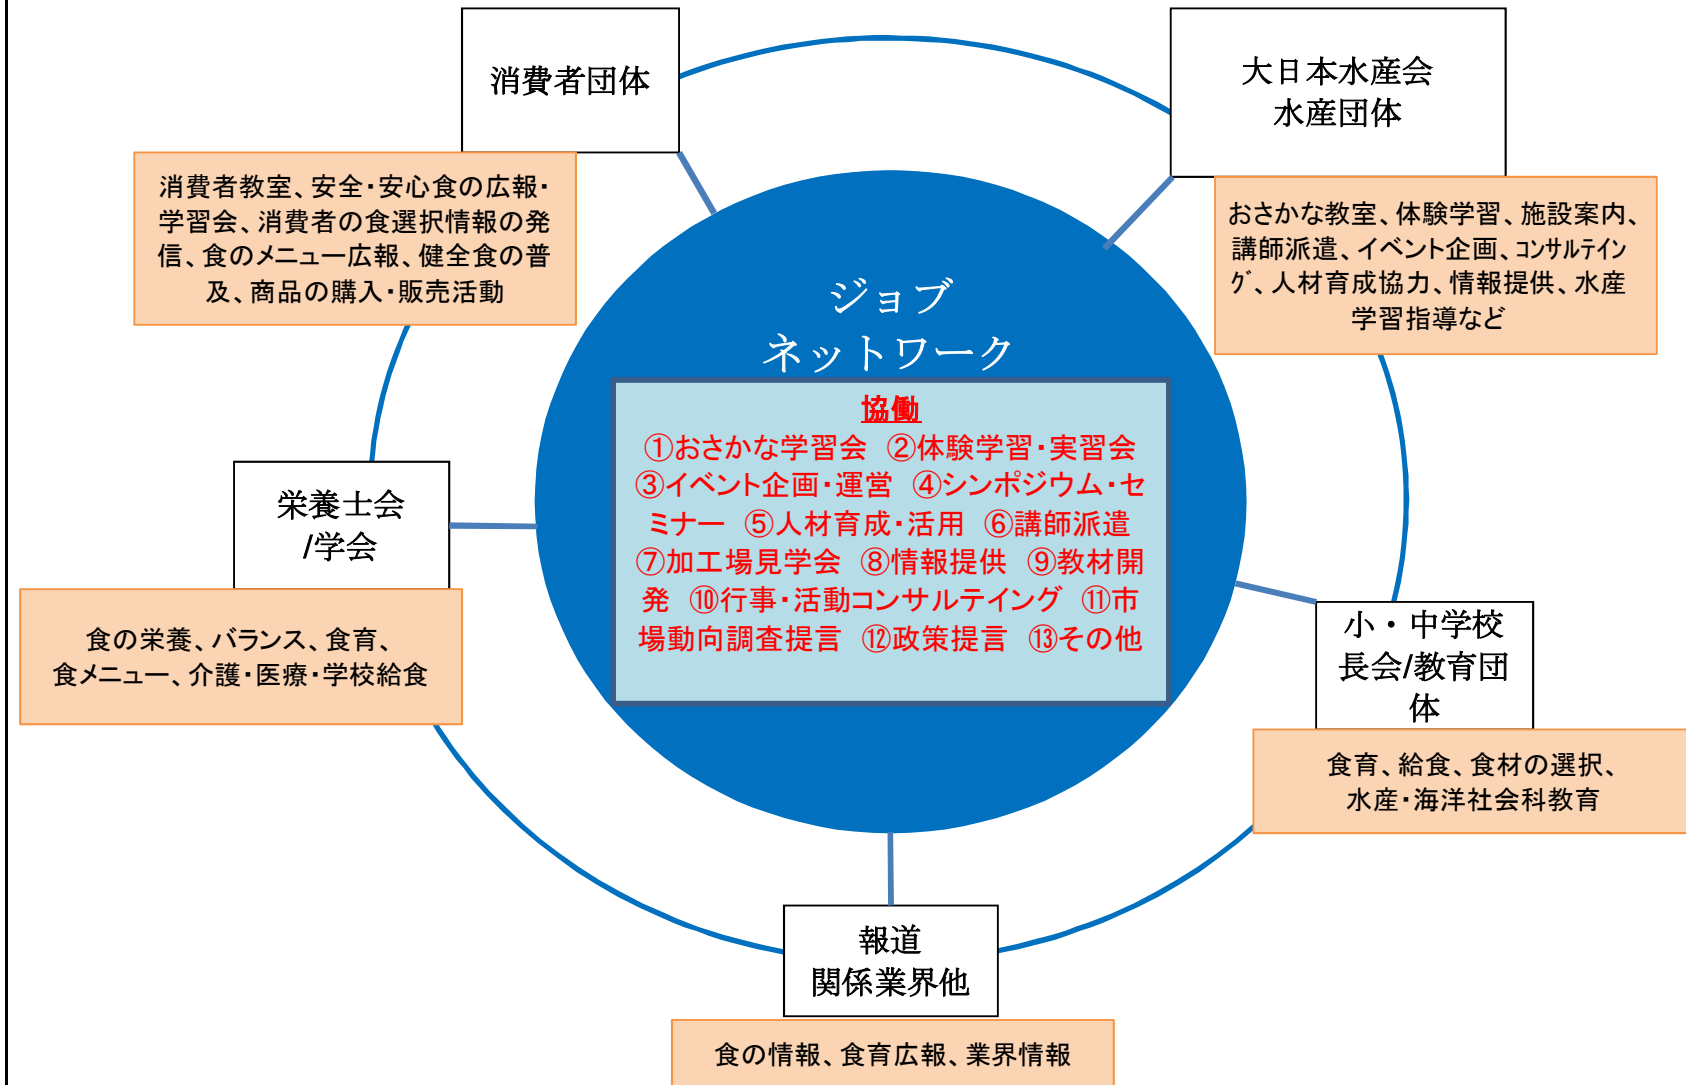 消費者団体
大日本水産会
水産団体
消費者教室、安全・安心食の広報・
学習会、消費者の食選択情報の発
信、食のメニュー広報、健全食の普
及、商品の購入・販売活動
おさかな教室、体験学習、施設案内、
講師派遣、イベント企画、コンサルテイン
グ、人材育成協力、情報提供、水産
学習指導など
ジョブ
ネットワーク
協働
①おさかな学習会 ②体験学習・実習会
③イベント企画・運営 ④シンポジウム・セ
ミナー ⑤人材育成・活用 ⑥講師派遣
⑦加工場見学会 ⑧情報提供 ⑨教材開
発 ⑩行事・活動コンサルテイング ⑪市
場動向調査提言 ⑫政策提言 ⑬その他
栄養士会
/学会
食の栄養、バランス、食育、
食メニュー、介護・医療・学校給食
小・中学校
長会/教育団
体
食育、給食、食材の選択、
水産・海洋社会科教育
報道
関係業界他
食の情報、食育広報、業界情報